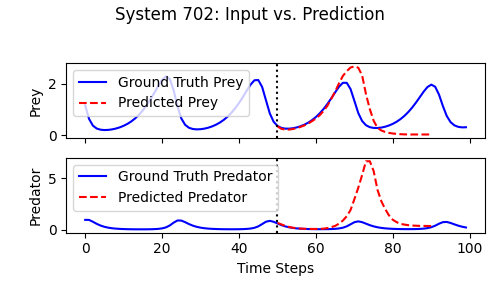 System 702: Input vs. Prediction
Prey
2
0
Ground Truth Prey
Predicted Prey
Predator
5
0
Ground Truth Predator
Predicted Predator
0
20
40
60
80
100
Time Steps